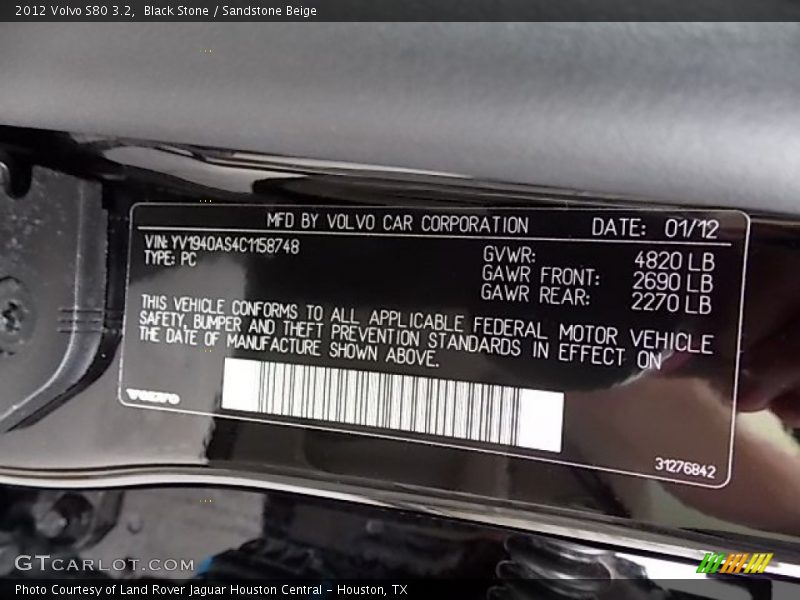 2012 Volvo S80 3.2,  Black Stone / Sandstone Beige
MFD BY VOLVO CAR CORPORATION
DATE: 01/12
VIN: YV1940AS4C1158748
TYPE: PC
GVWR: 4820 LB
GAWR FRONT: 2690 LB
GAWR REAR: 2270 LB
THIS VEHICLE CONFORMS TO ALL APPLICABLE FEDERAL MOTOR VEHICLE
SAFETY, BUMPER AND THEFT PREVENTION STANDARDS IN EFFECT ON
THE DATE OF MANUFACTURE SHOWN ABOVE.
VOLVO
31276842
GTCARLOT.COM
Photo Courtesy of Land Rover Jaguar Houston Central - Houston, TX